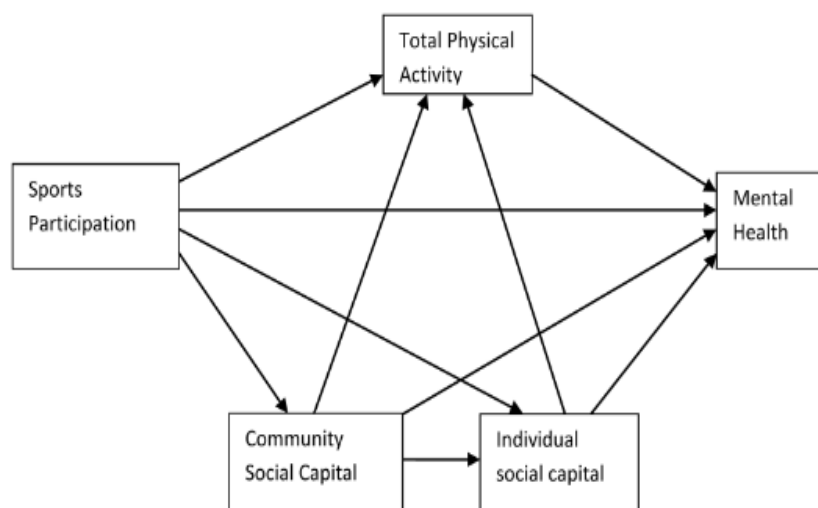 Total Physical
Activity
Sports
Participation
Mental
Health
Community
Social Capital
Individual
social capital